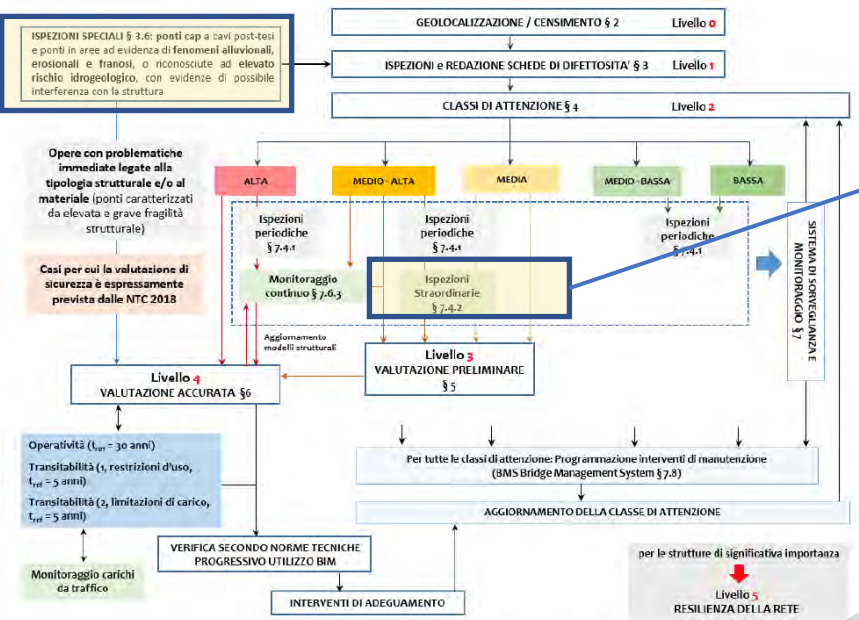 GEOLOCALIZZAZIONE / CENSIMENTO § 2 Livello 0
ISPEZIONI SPECIALI § 3.6: ponti cap a cavi post-tesi
e ponti in aree ad evidenza di fenomeni alluvionali,
erosionali e franosi, o riconosciute ad elevato
rischio idrogeologico, con evidenze di possibile
interferenza con la struttura
ISPEZIONI e REDAZIONE SCHEDE DI DIFETTOSITA' § 3 Livello 1
CLASSI DI ATTENZIONE § 4 Livello 2
Opere con problematiche
immediate legate alla
tipologia strutturale e/o al
materiale (ponti caratterizzati
da elevata e grave fragilità
strutturale)
Casi per cui la valutazione di
sicurezza è espressamente
prevista dalle NTC 2018
ALTA
MEDIO - ALTA
MEDIA
MEDIO - BASSA
BASSA
Ispezioni
periodiche
§ 7.4.1
Ispezioni
periodiche
§ 7.4.1
Ispezioni
periodiche
§ 7.4.1
Monitoraggio
continuo § 7.6.3
Ispezioni
Straordinarie
§ 7.4.2
SISTEMA DI SORVEGLIANZA E
MONITORAGGIO § 7
Aggiornamento
modelli strutturali
Livello 3
VALUTAZIONE PRELIMINARE
§ 5
Livello 4
VALUTAZIONE ACCURATA §6
Operatività (t_ref = 30 anni)
Transitabilità (1, restrizioni d'uso,
t_ref = 5 anni)
Transitabilità (2, limitazioni di carico,
t_ref = 5 anni)
Per tutte le classi di attenzione: Programmazione interventi di manutenzione
(BMS Bridge Management System § 7.8)
AGGIORNAMENTO DELLA CLASSE DI ATTENZIONE
VERIFICA SECONDO NORME TECNICHE
PROGRESSIVO UTILIZZO BIM
Monitoraggio carichi
da traffico
INTERVENTI DI ADEGUAMENTO
per le strutture di significativa importanza
Livello 5
RESILIENZA DELLA RETE